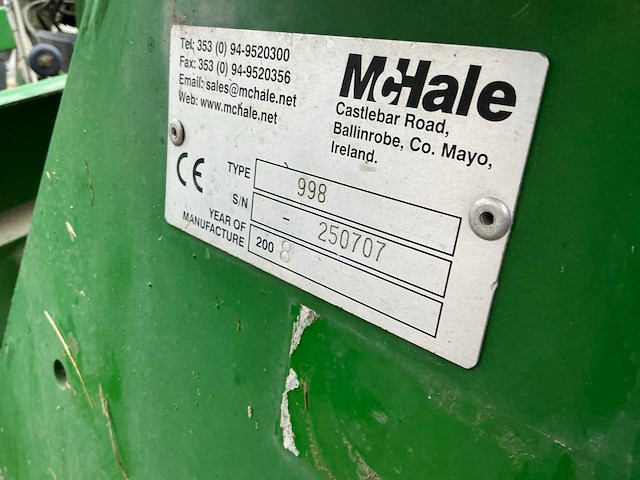 Tel: 353 (0) 94-9520300
Fax: 353 (0) 94-9520356
Email: sales@mchale.net
Web: www.mchale.net
McHale
Castlebar Road,
Ballinrobe, Co. Mayo,
Ireland.
CE
TYPE 998
S/N - 250707
YEAR OF
MANUFACTURE 2008